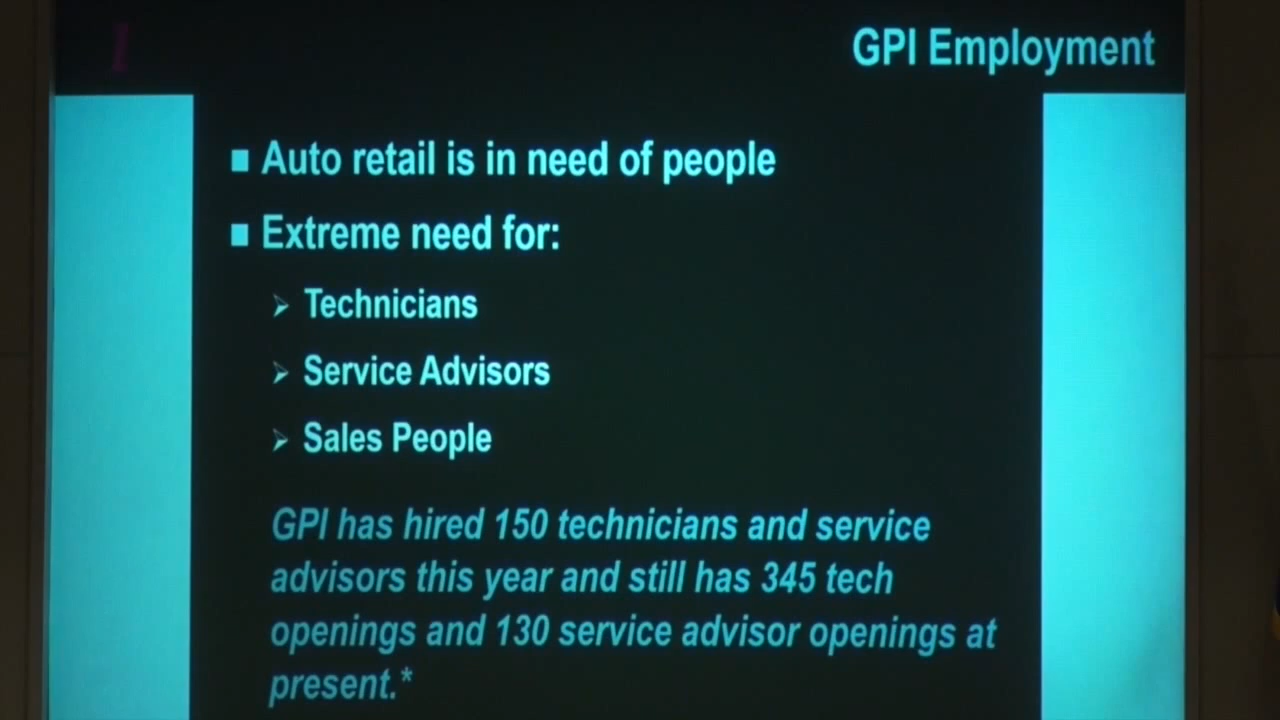 GPI Employment
■ Auto retail is in need of people
■ Extreme need for:
➢ Technicians
➢ Service Advisors
➢ Sales People
GPI has hired 150 technicians and service
advisors this year and still has 345 tech
openings and 130 service advisor openings at
present.*